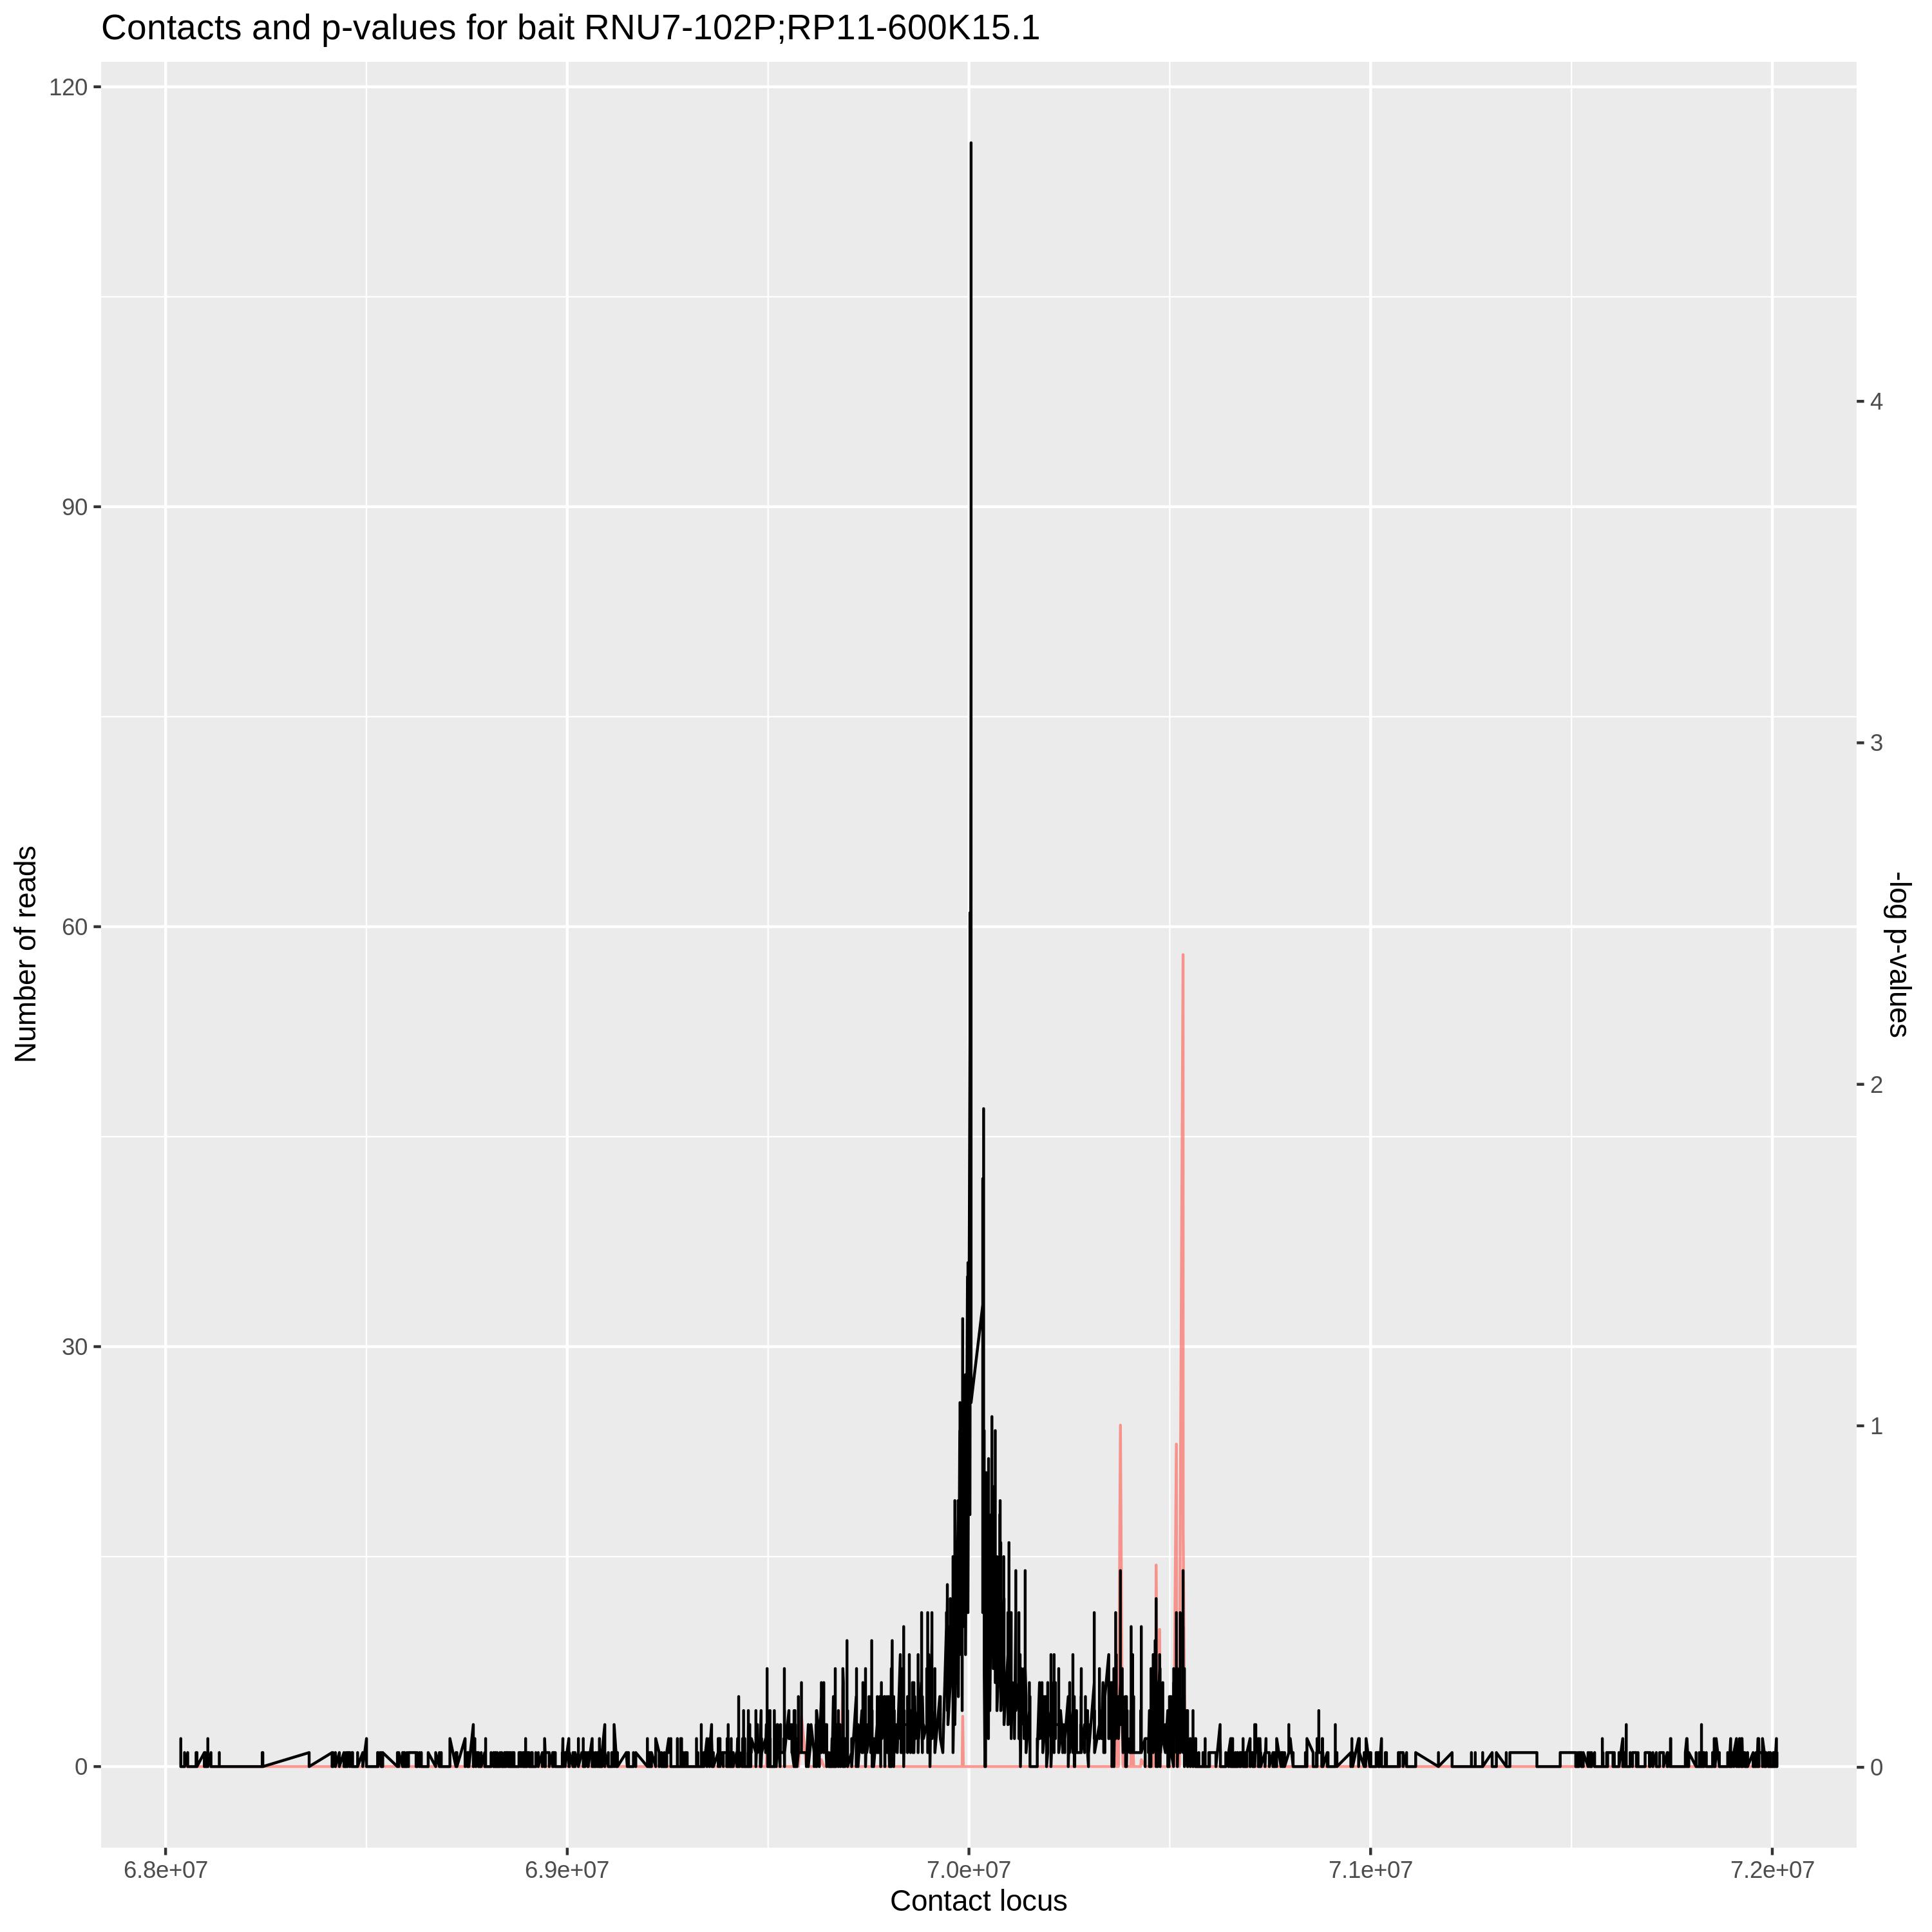 Contacts and p-values for bait RNU7-102P;RP11-600K15.1
120
90
60
30
0
Number of reads
4
3
2
1
0
-log p-values
6.8e+07
6.9e+07
7.0e+07
7.1e+07
7.2e+07
Contact locus